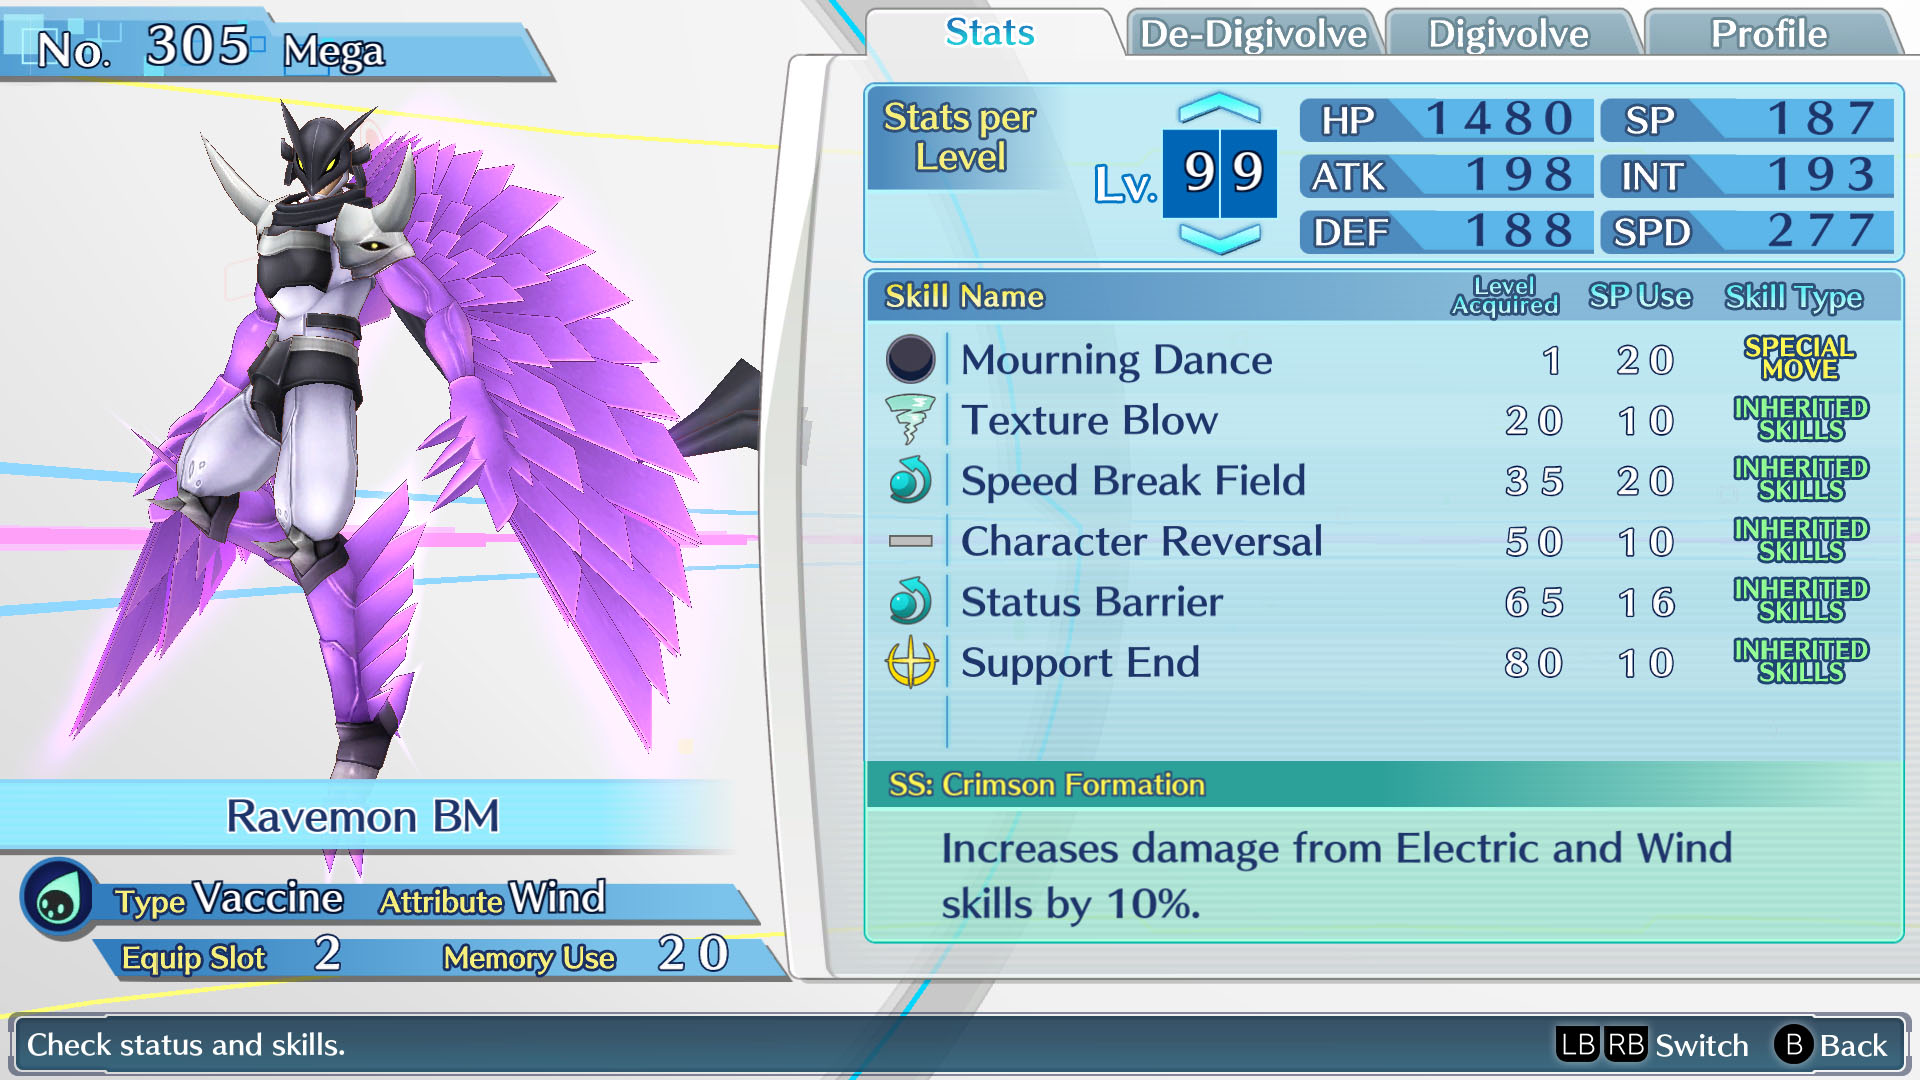 No. 305 Mega
Stats
De-Digivolve
Digivolve
Profile
Stats per
Level
Lv. 99
HP 1480
SP 187
ATK 198
INT 193
DEF 188
SPD 277
Skill Name
Level
Acquired
SP Use
Skill Type
Mourning Dance 1 20 SPECIAL
MOVE
Texture Blow 20 10 INHERITED
SKILLS
Speed Break Field 35 20 INHERITED
SKILLS
Character Reversal 50 10 INHERITED
SKILLS
Status Barrier 65 16 INHERITED
SKILLS
Support End 80 10 INHERITED
SKILLS
SS: Crimson Formation
Increases damage from Electric and Wind
skills by 10%.
Ravemon BM
Type Vaccine Attribute Wind
Equip Slot 2 Memory Use 20
Check status and skills.
LB RB Switch B Back